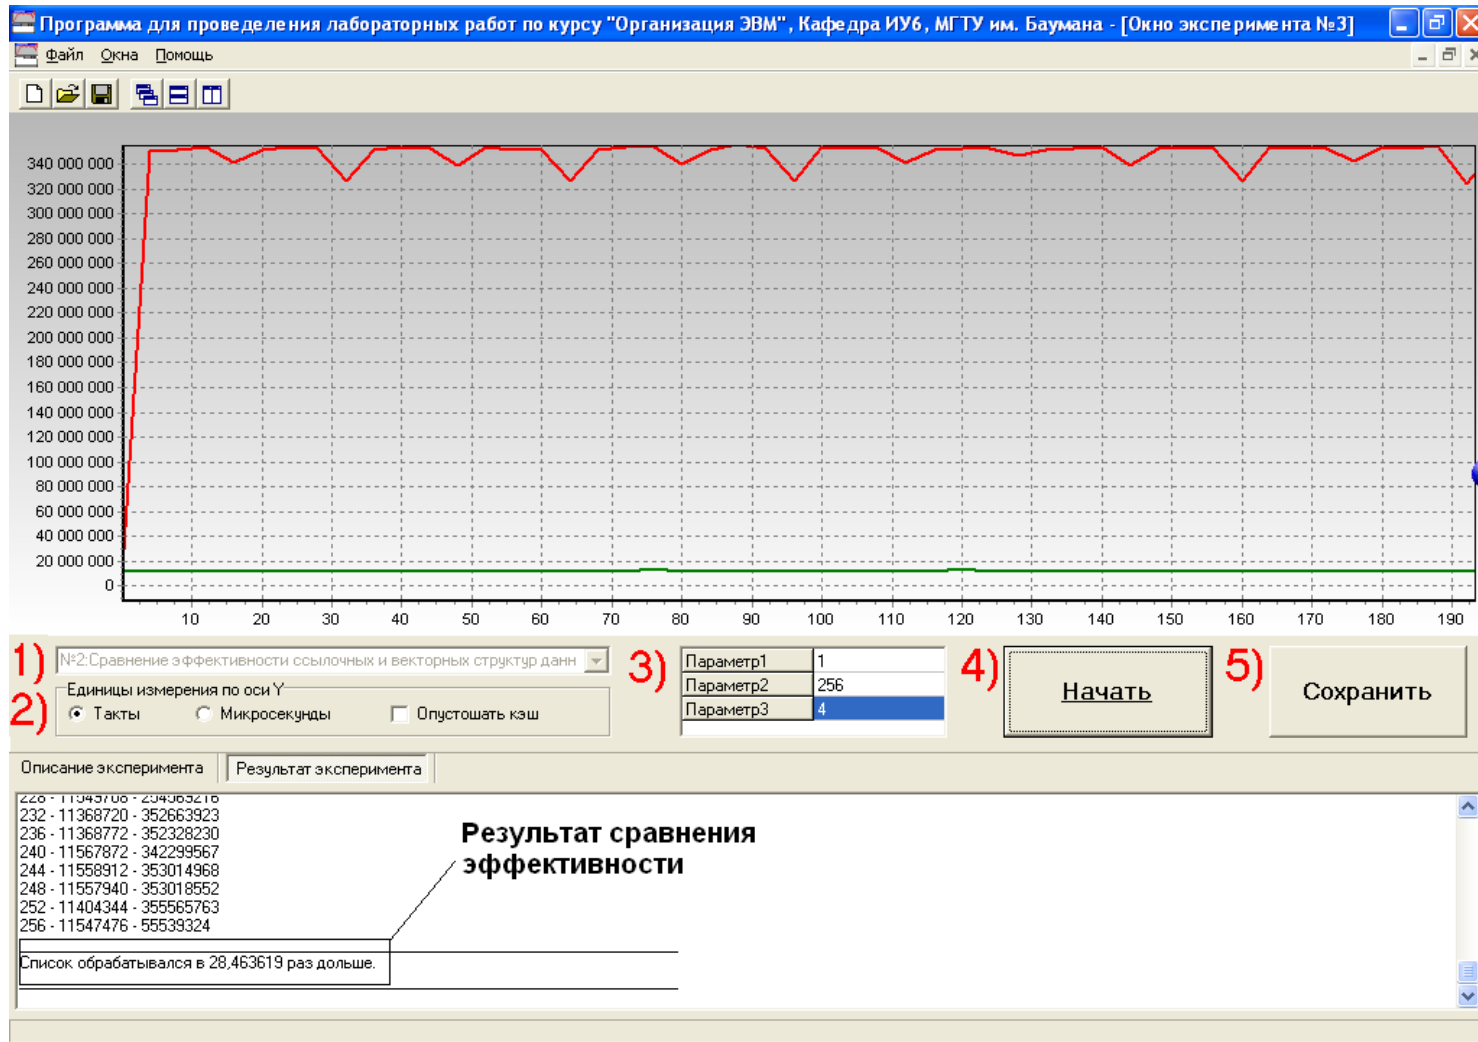 Программа для проведения лабораторных работ по курсу "Организация ЭВМ", Кафедра ИУ6, МГТУ им. Баумана - [Окно эксперимента №3]
Файл Окна Помощь
340 000 000
320 000 000
300 000 000
280 000 000
260 000 000
240 000 000
220 000 000
200 000 000
180 000 000
160 000 000
140 000 000
120 000 000
100 000 000
80 000 000
60 000 000
40 000 000
20 000 000
0
10 20 30 40 50 60 70 80 90 100 110 120 130 140 150 160 170 180 190
1) №2:Сравнение эффективности ссылочных и векторных структур данн
2) Единицы измерения по оси Y
Такты Микросекунды Опустошать кэш
3) Параметр1 1
Параметр2 256
Параметр3 4
4) Начать
5) Сохранить
Описание эксперимента Результат эксперимента
232 - 11368720 - 352663923
236 - 11368772 - 352328230
240 - 11567872 - 342299567
244 - 11558912 - 353014968
248 - 11557940 - 353018552
252 - 11404344 - 355565763
256 - 11547476 - 55539324
Результат сравнения
эффективности
Список обрабатывался в 28,463619 раз дольше.